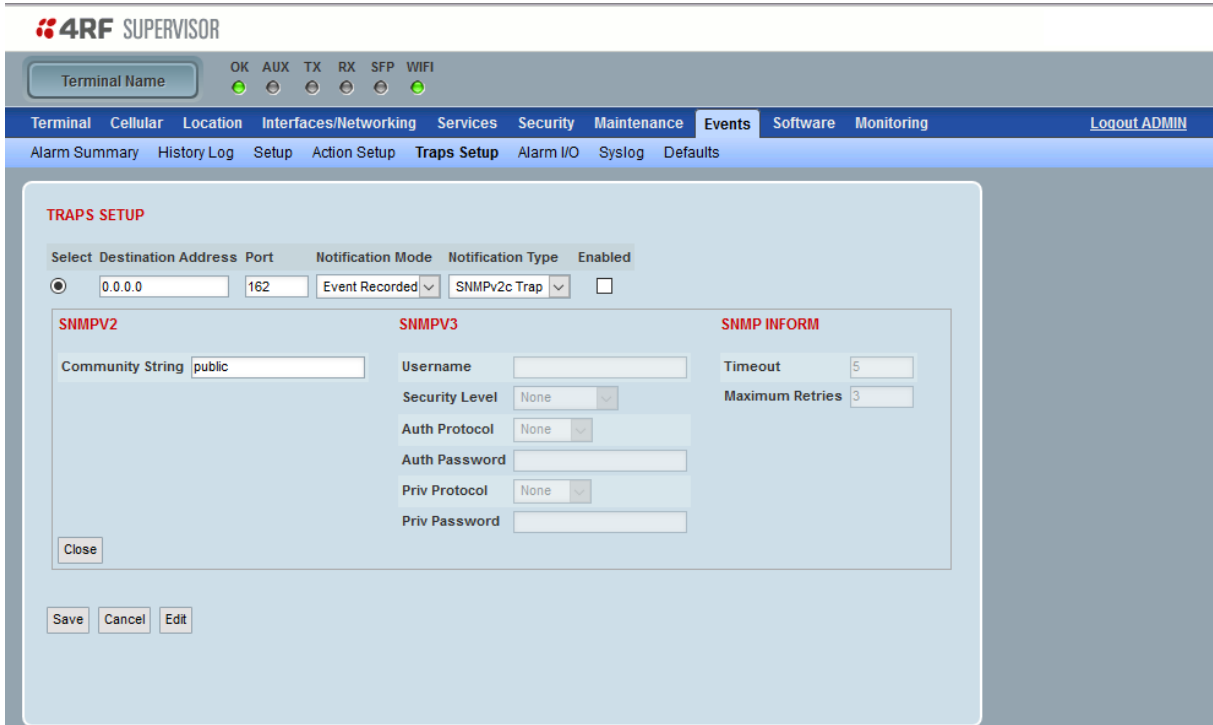 4RF SUPERVISOR
OK AUX TX RX SFP WIFI
Terminal Name
Terminal Cellular Location Interfaces/Networking Services Security Maintenance Events Software Monitoring Logout ADMIN
Alarm Summary History Log Setup Action Setup Traps Setup Alarm I/O Syslog Defaults
TRAPS SETUP
Select Destination Address Port Notification Mode Notification Type Enabled
0.0.0.0 162 Event Recorded SNMPv2c Trap
SNMPV2 SNMPV3 SNMP INFORM
Community String public Username Timeout 5
Security Level None Maximum Retries 3
Auth Protocol None
Auth Password
Priv Protocol None
Priv Password
Close
Save Cancel Edit